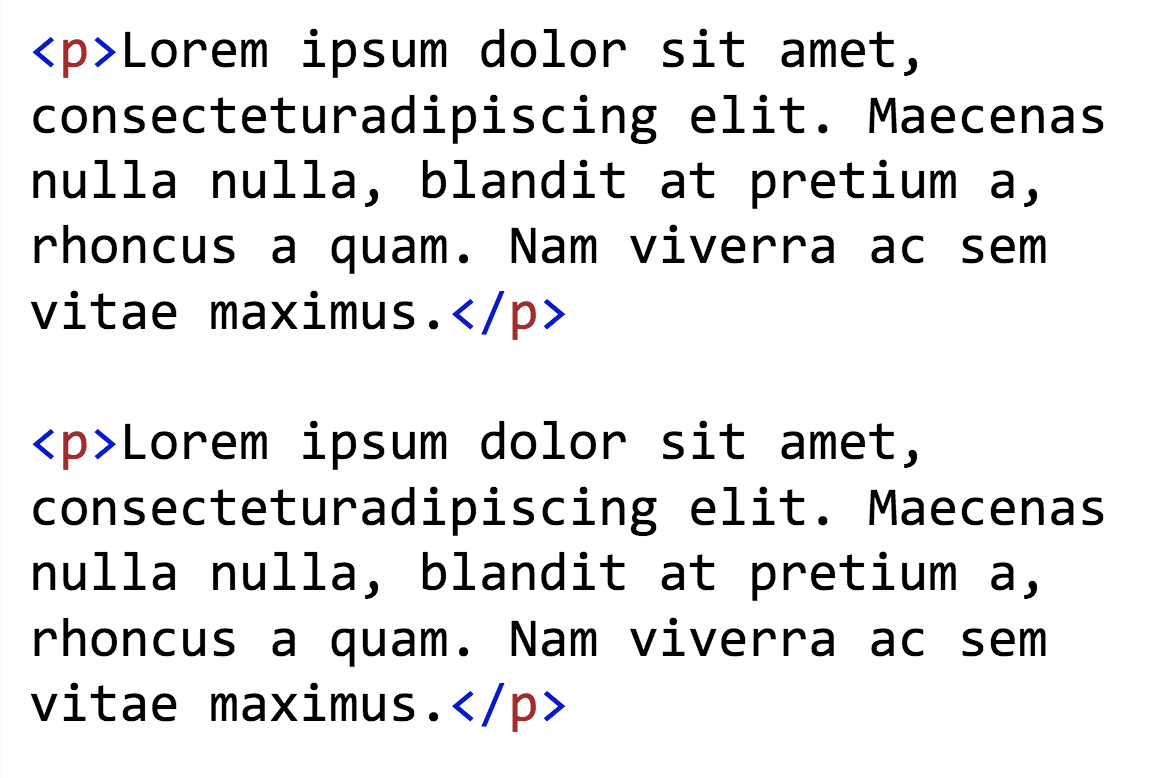 <p>Lorem ipsum dolor sit amet,
consecteturadipiscing elit. Maecenas
nulla nulla, blandit at pretium a,
rhoncus a quam. Nam viverra ac sem
vitae maximus.</p>

<p>Lorem ipsum dolor sit amet,
consecteturadipiscing elit. Maecenas
nulla nulla, blandit at pretium a,
rhoncus a quam. Nam viverra ac sem
vitae maximus.</p>